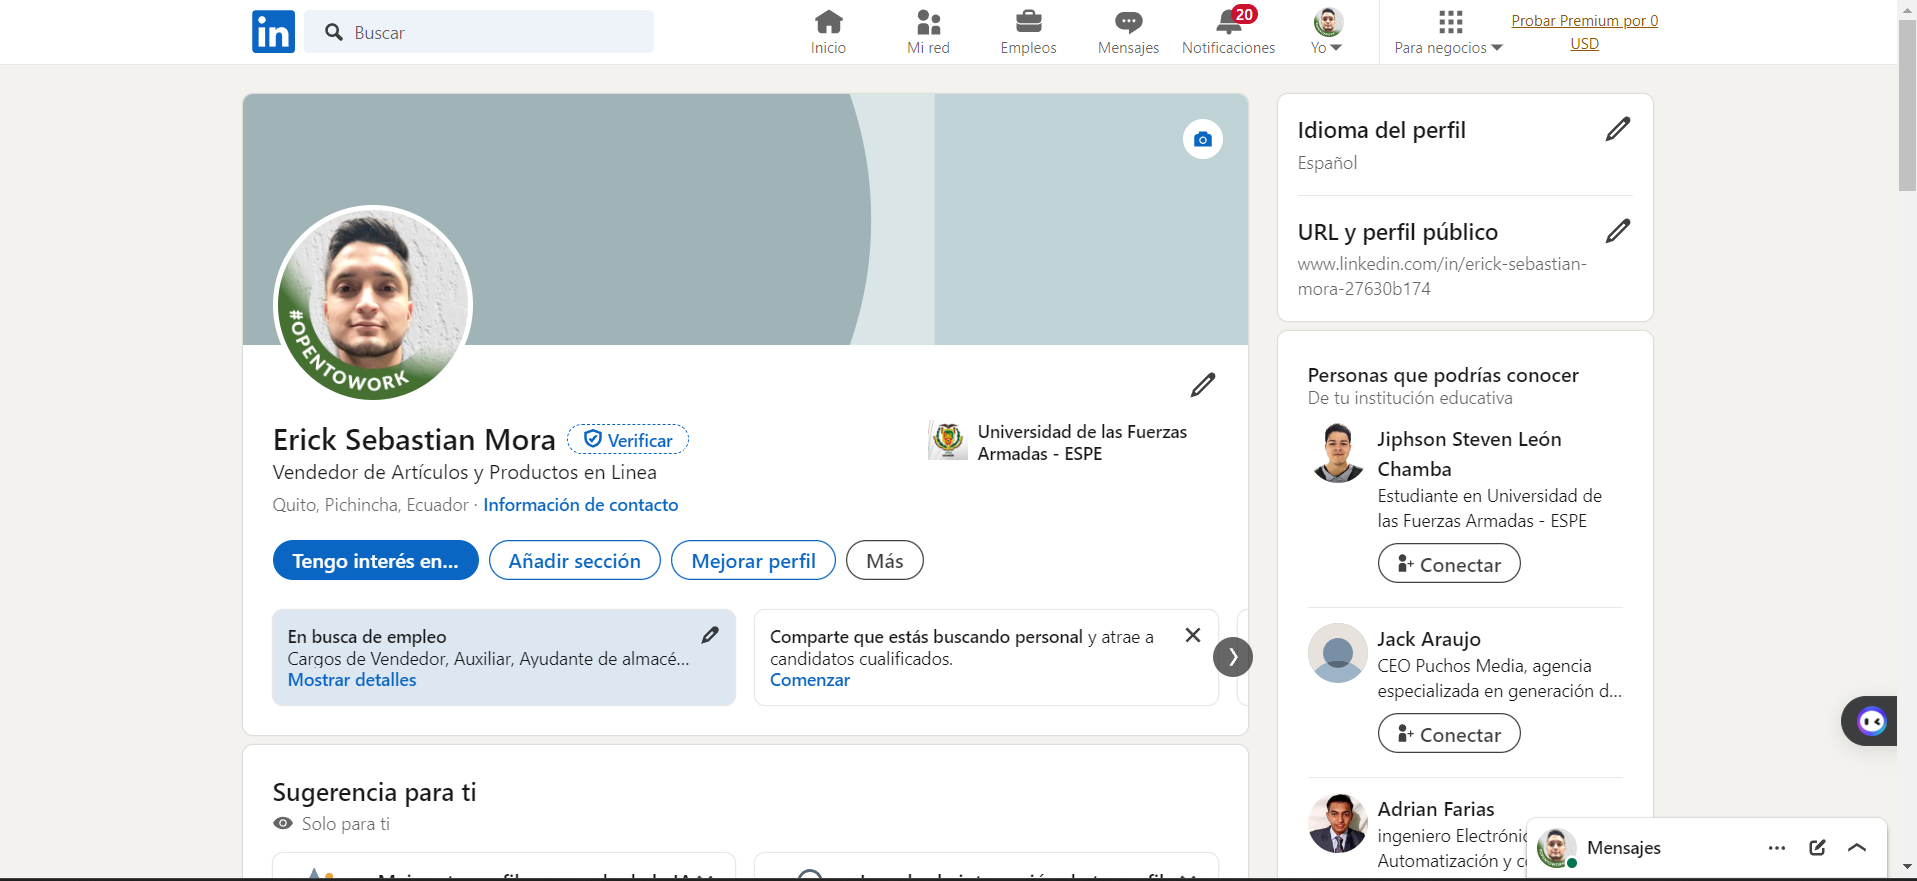 in
Buscar
Inicio
Mi red
Empleos
Mensajes
20
Notificaciones
Yo
Para negocios
Probar Premium por 0
USD
#OPENTOWORK
Erick Sebastian Mora
Verificar
Vendedor de Artículos y Productos en Linea
Quito, Pichincha, Ecuador · Información de contacto
Universidad de las Fuerzas
Armadas - ESPE
Tengo interés en...
Añadir sección
Mejorar perfil
Más
En busca de empleo
Cargos de Vendedor, Auxiliar, Ayudante de almacé...
Mostrar detalles
Comparte que estás buscando personal y atrae a
candidatos cualificados.
Comenzar
Sugerencia para ti
Solo para ti
Idioma del perfil
Español
URL y perfil público
www.linkedin.com/in/erick-sebastian-
mora-27630b174
Personas que podrías conocer
De tu institución educativa
Jiphson Steven León
Chamba
Estudiante en Universidad de
las Fuerzas Armadas - ESPE
Conectar
Jack Araujo
CEO Puchos Media, agencia
especializada en generación d...
Conectar
Adrian Farias
ingeniero Electrónic
Automatización y c
Mensajes